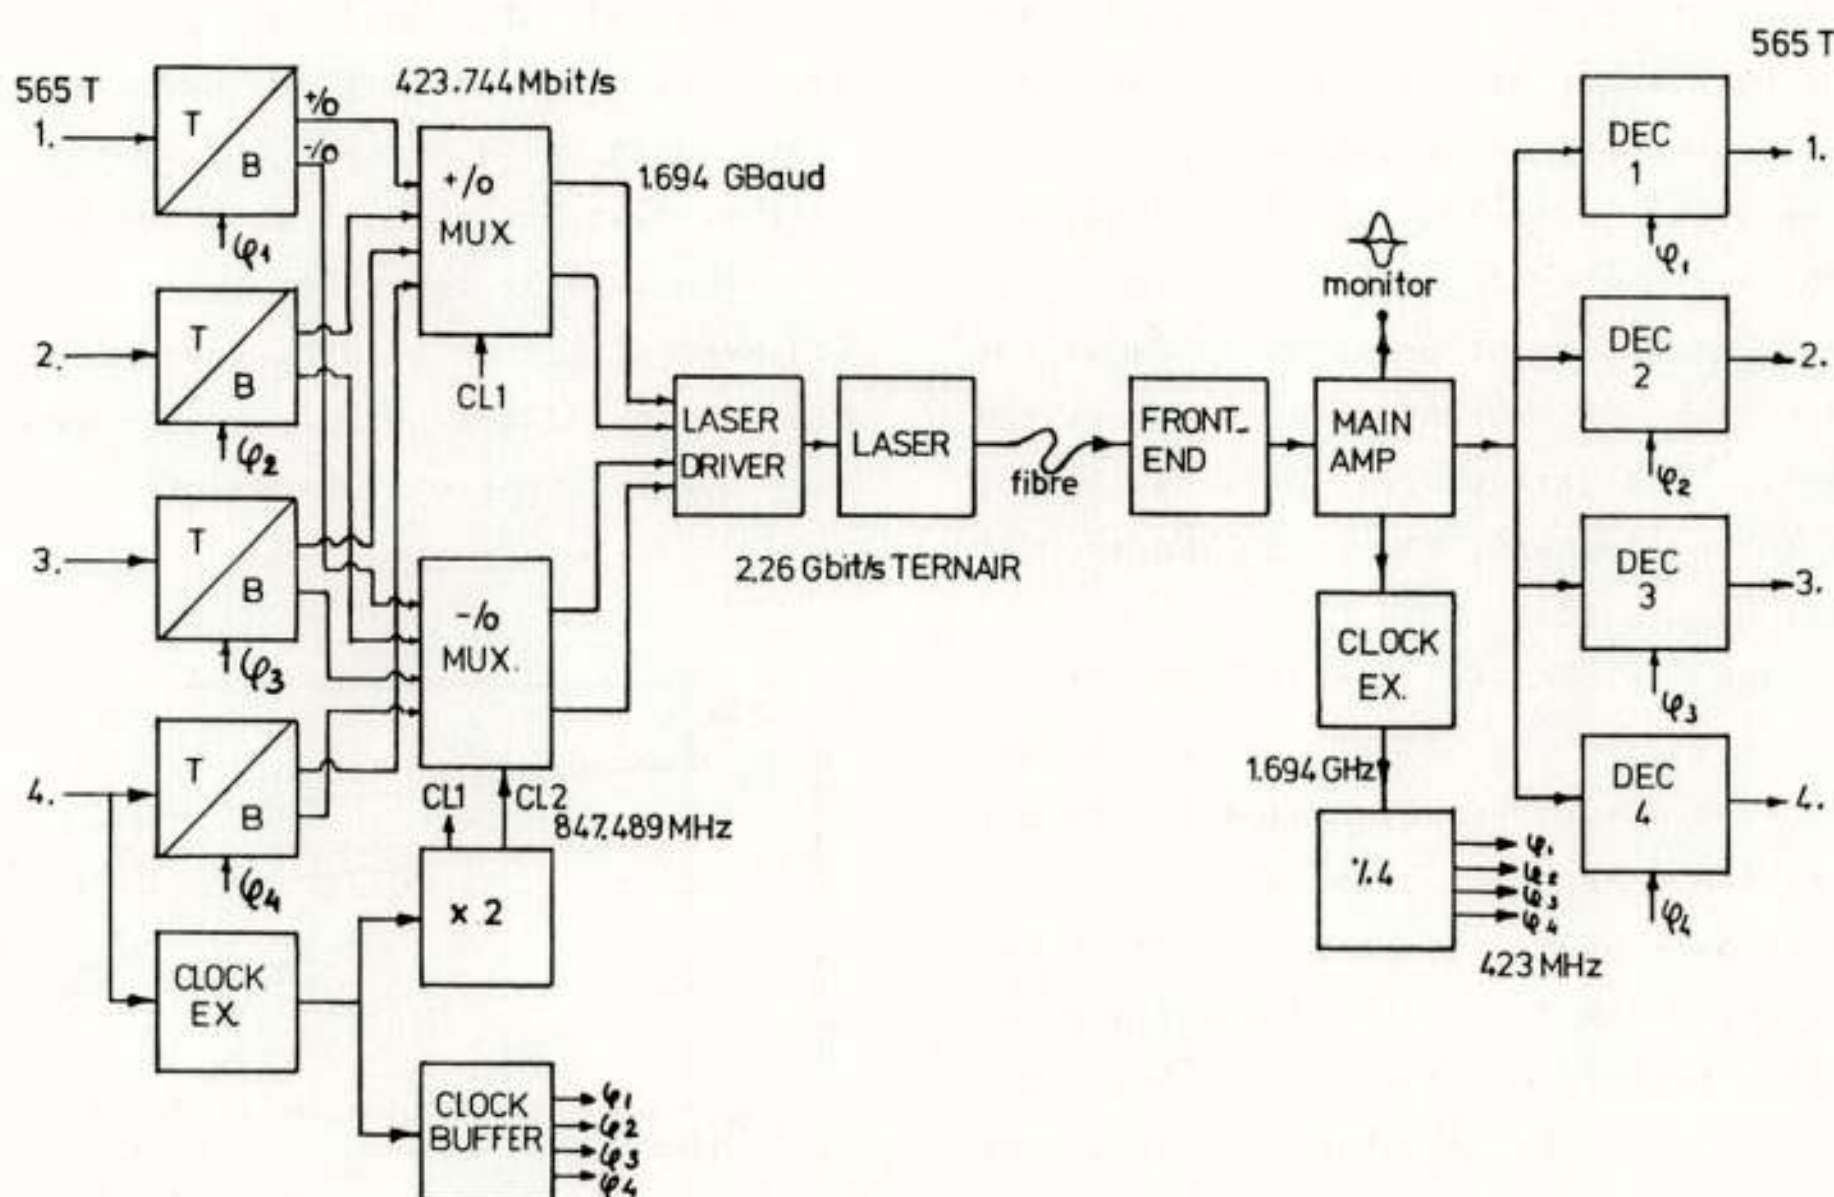 565 T
1.
T
B
+/o
-/o
φ1
423.744 Mbit/s
+/o
MUX.
1.694 GBaud
CL1
2.
T
B
φ2
3.
T
B
φ3
-/o
MUX.
4.
T
B
φ4
CL1
CL2
847.489 MHz
x 2
CLOCK
EX.
CLOCK
BUFFER
φ1
φ2
φ3
φ4
LASER
DRIVER
LASER
fibre
2.26 Gbit/s TERNAIR
FRONT-
END
monitor
MAIN
AMP
CLOCK
EX.
1.694 GHz
%.4
φ1
φ2
φ3
φ4
423 MHz
565 T
DEC
1
1.
φ1
DEC
2
2.
φ2
DEC
3
3.
φ3
DEC
4
4.
φ4